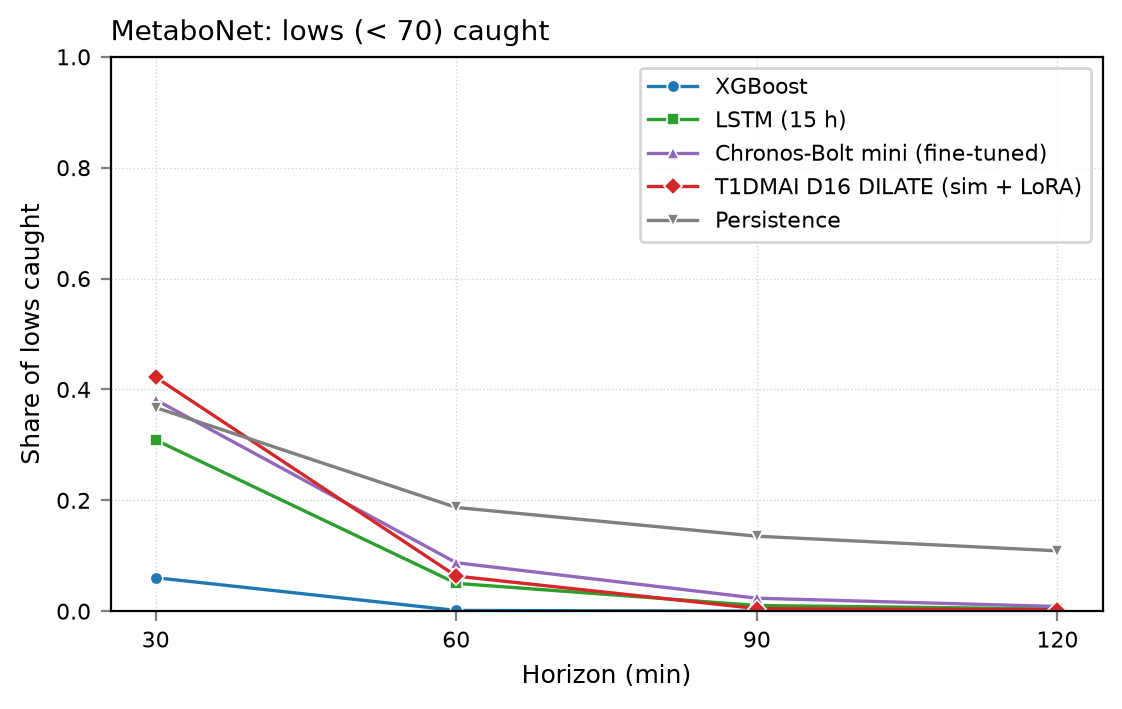 MetaboNet: lows (< 70) caught
1.0
0.8
0.6
0.4
0.2
0.0
Share of lows caught
XGBoost
LSTM (15 h)
Chronos-Bolt mini (fine-tuned)
T1DMAI D16 DILATE (sim + LoRA)
Persistence
30
60
90
120
Horizon (min)